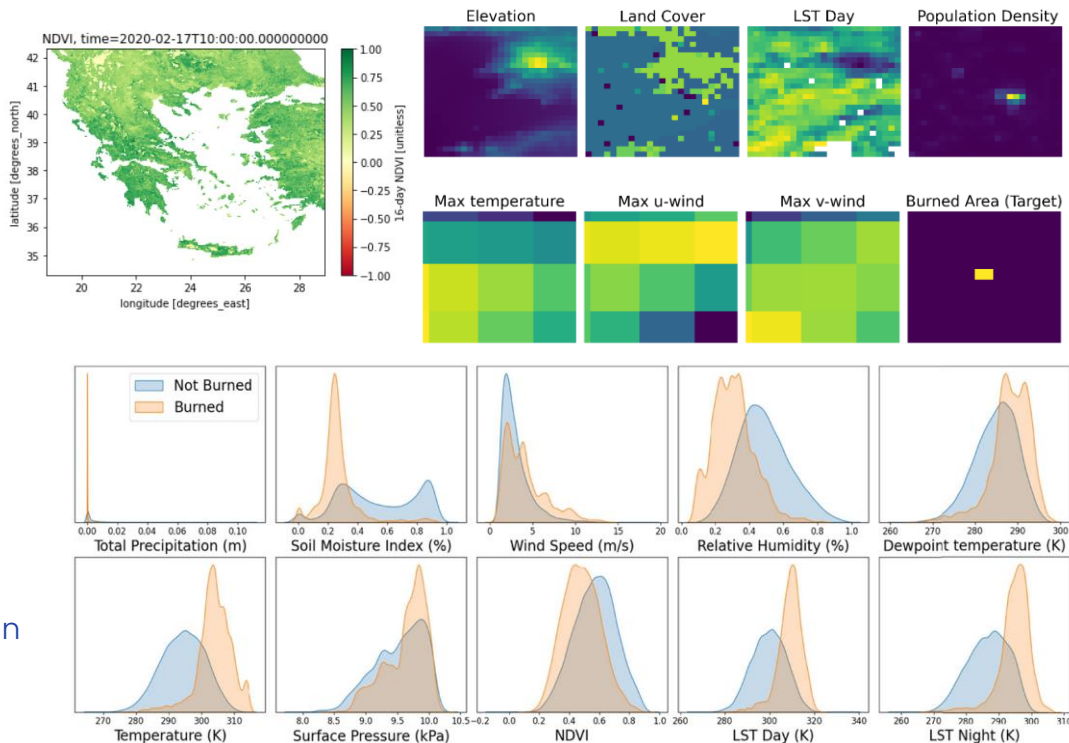 NDVI, time=2020-02-17T10:00:00.000000000
42
41
40
39
38
37
36
35
20 22 24 26 28
latitude [degrees_north]
longitude [degrees_east]
1.00
0.75
0.50
0.25
0.00
−0.25
−0.50
−0.75
−1.00
16-day NDVI [unitless]
Elevation Land Cover LST Day Population Density
Max temperature Max u-wind Max v-wind Burned Area (Target)
Not Burned
Burned
0.00 0.02 0.04 0.06 0.08 0.10
Total Precipitation (m)
0.0 0.2 0.4 0.6 0.8 1.0
Soil Moisture Index (%)
0 5 10 15 20
Wind Speed (m/s)
0.0 0.2 0.4 0.6 0.8 1.0
Relative Humidity (%)
260 270 280 290 300
Dewpoint temperature (K)
n
270 280 290 300 310
Temperature (K)
8.0 8.5 9.0 9.5 10.0 10.5
Surface Pressure (kPa)
−0.2 0.0 0.2 0.4 0.6 0.8 1.0
NDVI
260 280 300 320 340
LST Day (K)
260 270 280 290 300 310
LST Night (K)